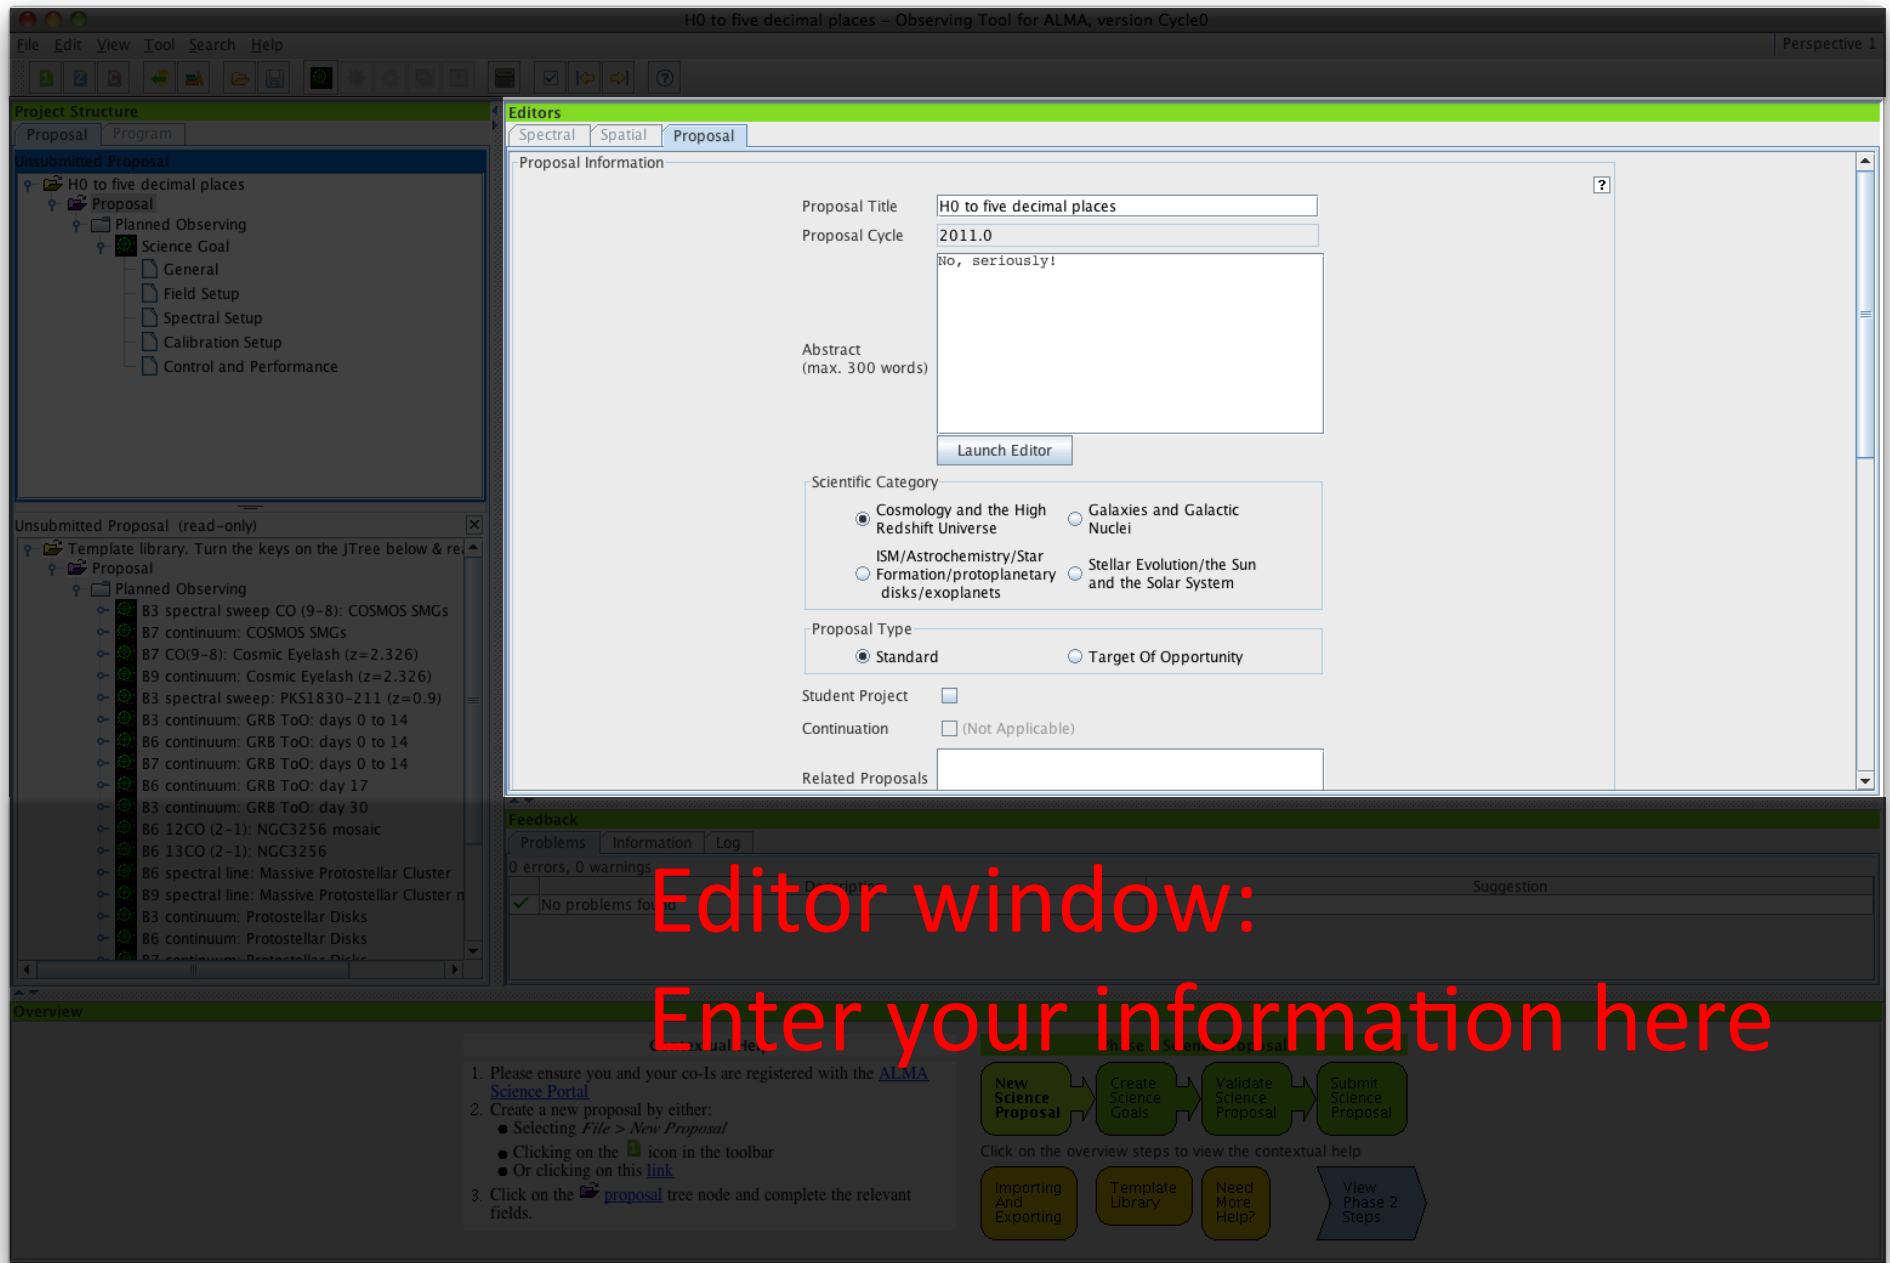 H0 to five decimal places – Observing Tool for ALMA, version Cycle0
File Edit View Tool Search Help
Perspective 1
Project Structure
Proposal Program
Unsubmitted Proposal
H0 to five decimal places
Proposal
Planned Observing
Science Goal
General
Field Setup
Spectral Setup
Calibration Setup
Control and Performance
Unsubmitted Proposal (read-only)
Template library. Turn the keys on the JTree below & re
Proposal
Planned Observing
B3 spectral sweep CO (9-8): COSMOS SMGs
B7 continuum: COSMOS SMGs
B7 CO(9-8): Cosmic Eyelash (z=2.326)
B9 continuum: Cosmic Eyelash (z=2.326)
B3 spectral sweep: PKS1830-211 (z=0.9)
B3 continuum: GRB ToO: days 0 to 14
B6 continuum: GRB ToO: days 0 to 14
B7 continuum: GRB ToO: days 0 to 14
B6 continuum: GRB ToO: day 17
B3 continuum: GRB ToO: day 30
B6 12CO (2-1): NGC3256 mosaic
B6 13CO (2-1): NGC3256
B6 spectral line: Massive Protostellar Cluster
B9 spectral line: Massive Protostellar Cluster n
B3 continuum: Protostellar Disks
B6 continuum: Protostellar Disks
B7 continuum: Protostellar Disks
Editors
Spectral Spatial Proposal
Proposal Information
?
Proposal Title H0 to five decimal places
Proposal Cycle 2011.0
No, seriously!
Abstract
(max. 300 words)
Launch Editor
Scientific Category
Cosmology and the High
Redshift Universe
Galaxies and Galactic
Nuclei
ISM/Astrochemistry/Star
Formation/protoplanetary
disks/exoplanets
Stellar Evolution/the Sun
and the Solar System
Proposal Type
Standard Target Of Opportunity
Student Project
Continuation (Not Applicable)
Related Proposals
Feedback
Problems Information Log
0 errors, 0 warnings
Description Suggestion
No problems found
Editor window:
Enter your information here
Overview
Contextual Help
1. Please ensure you and your co-Is are registered with the ALMA
Science Portal
2. Create a new proposal by either:
• Selecting File > New Proposal
• Clicking on the 1 icon in the toolbar
• Or clicking on this link
3. Click on the proposal tree node and complete the relevant
fields.
Science Proposal
New
Science
Proposal
Create
Science
Goals
Validate
Science
Proposal
Submit
Science
Proposal
Click on the overview steps to view the contextual help
Importing
And
Exporting
Template
Library
Need
More
Help?
View
Phase 2
Steps